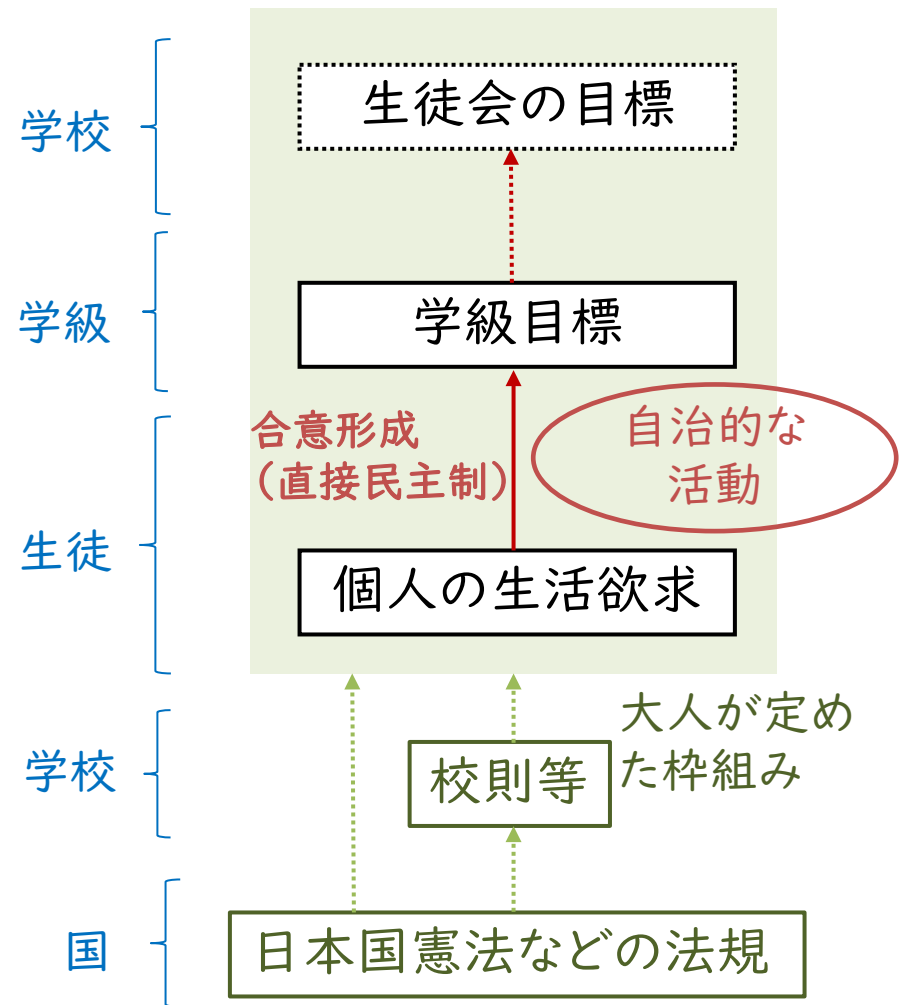 学校
生徒会の目標
学級
学級目標
合意形成
（直接民主制）
自治的な
活動
生徒
個人の生活欲求
学校
校則等
大人が定め
た枠組み
国
日本国憲法などの法規